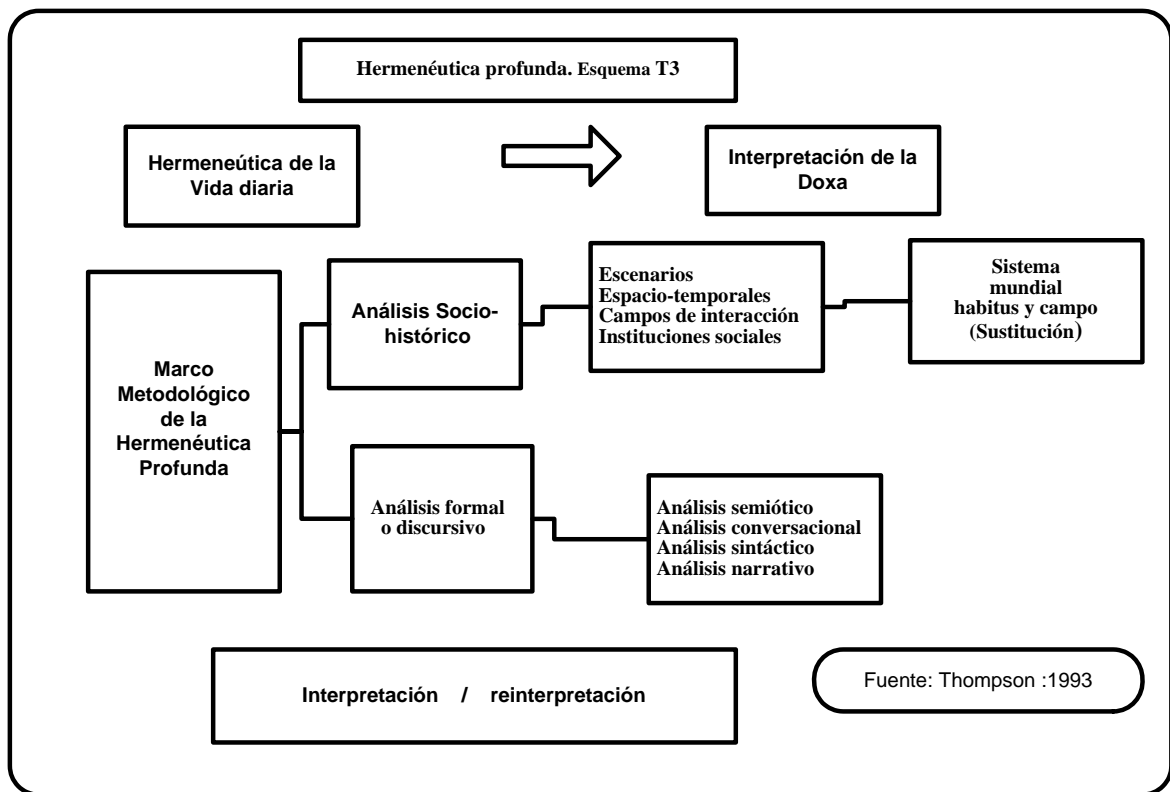 Hermenéutica profunda. Esquema T3
Hermeneútica de la
Vida diaria
Interpretación de la
Doxa
Marco
Metodológico
de la
Hermenéutica
Profunda
Análisis Socio-
histórico
Escenarios
Espacio-temporales
Campos de interacción
Instituciones sociales
Sistema
mundial
habitus y campo
(Sustitución)
Análisis formal
o discursivo
Análisis semiótico
Análisis conversacional
Análisis sintáctico
Análisis narrativo
Interpretación / reinterpretación
Fuente: Thompson :1993